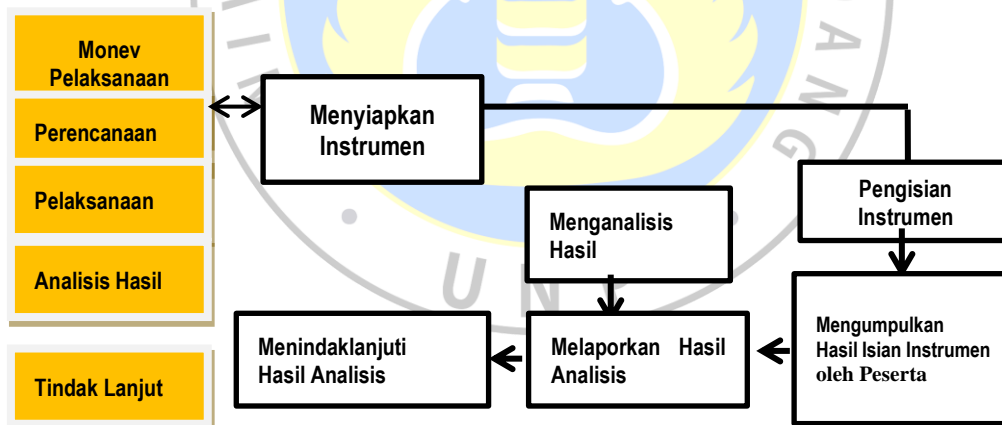 Monev
Pelaksanaan
Perencanaan
Pelaksanaan
Analisis Hasil
Tindak Lanjut
Menyiapkan
Instrumen
Pengisian
Instrumen
Menganalisis
Hasil
Mengumpulkan
Hasil Isian Instrumen
oleh Peserta
Melaporkan Hasil
Analisis
Menindaklanjuti
Hasil Analisis